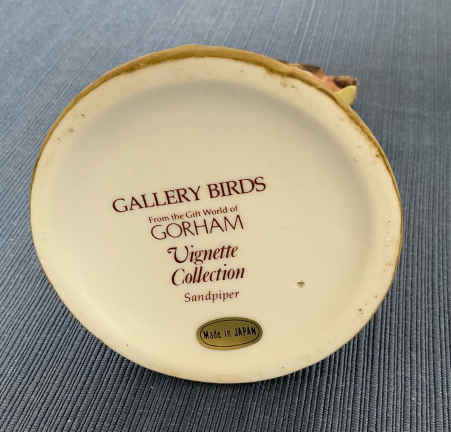 GALLERY BIRDS
From the Gift World of
GORHAM
Vignette
Collection
Sandpiper
Made in JAPAN